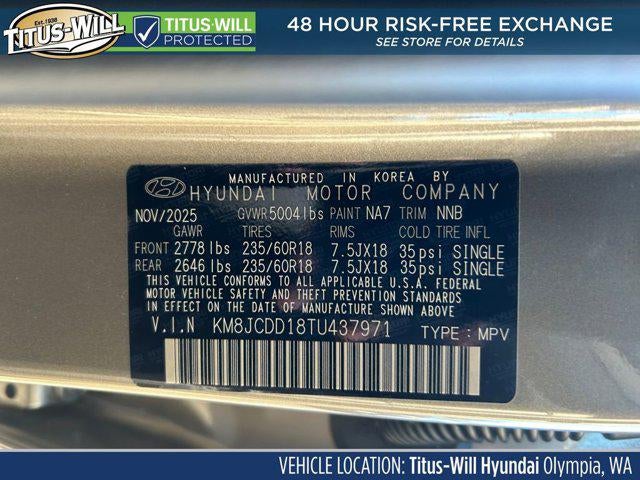 Est. 1938
TITUS-WILL
TITUS-WILL
PROTECTED
48 HOUR RISK-FREE EXCHANGE
SEE STORE FOR DETAILS
MANUFACTURED IN KOREA BY
HYUNDAI MOTOR COMPANY
NOV/2025 GVWR 5004lbs PAINT NA7 TRIM NNB
GAWR TIRES RIMS COLD TIRE INFL
FRONT 2778 lbs 235/60R18 7.5JX18 35psi SINGLE
REAR 2646 lbs 235/60R18 7.5JX18 35psi SINGLE
THIS VEHICLE CONFORMS TO ALL APPLICABLE U.S.A. FEDERAL
MOTOR VEHICLE SAFETY AND THEFT PREVENTION STANDARDS
IN EFFECT ON THE DATE OF MANUFACTURE SHOWN ABOVE.
V.I.N KM8JCDD18TU437971 TYPE : MPV
VEHICLE LOCATION: Titus-Will Hyundai Olympia, WA